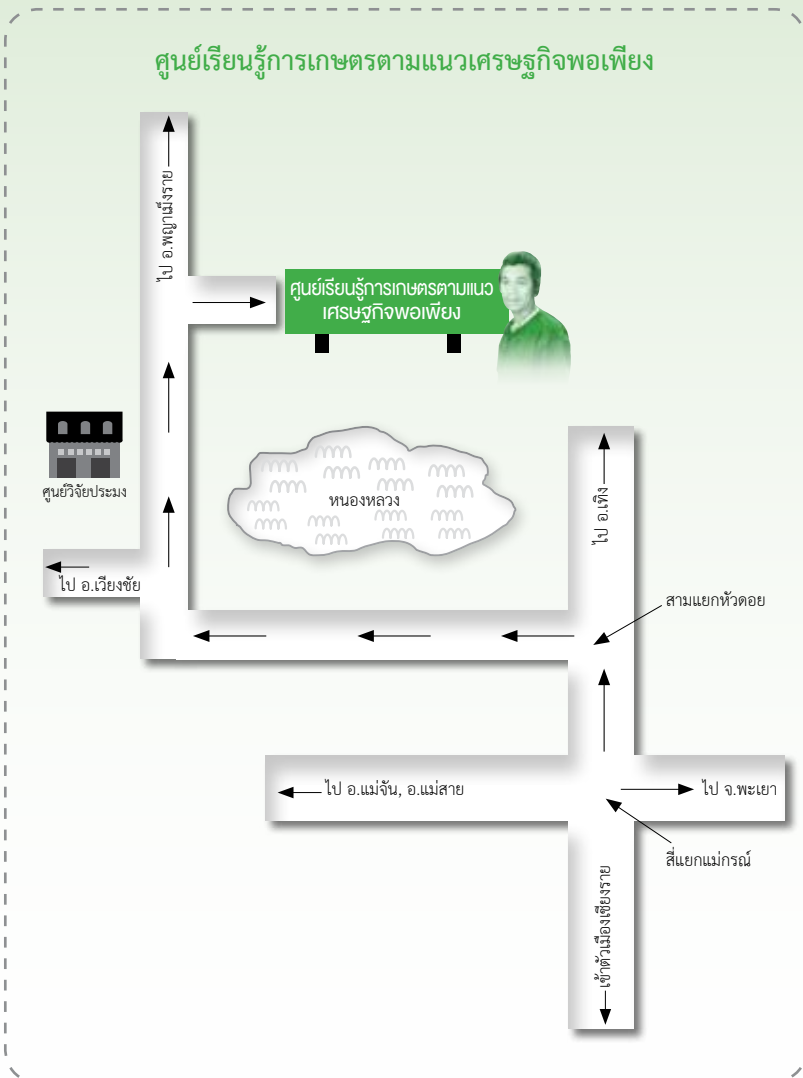 ศูนย์เรียนรู้การเกษตรตามแนวเศรษฐกิจพอเพียง
ไป อ.พญาเม็งราย
ศูนย์เรียนรู้การเกษตรตามแนว
เศรษฐกิจพอเพียง
ศูนย์วิจัยประมง
หนองหลวง
ไป อ.เทิง
ไป อ.เวียงชัย
สามแยกหัวดอย
ไป อ.แม่จัน, อ.แม่สาย
ไป จ.พะเยา
สี่แยกแม่กรณ์
เข้าตัวเมืองเชียงราย